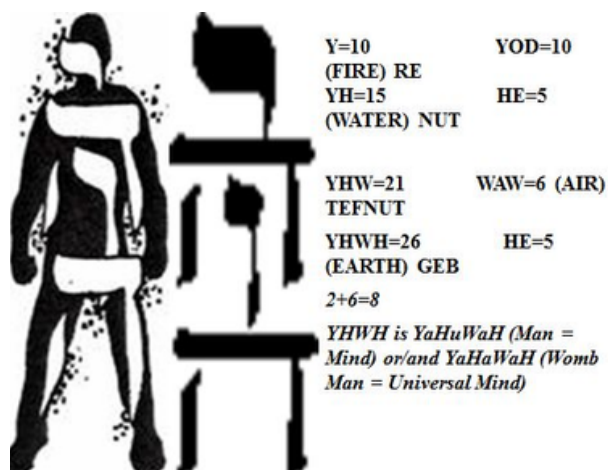 י
ה
ו
ה
Y=10 YOD=10
(FIRE) RE
YH=15 HE=5
(WATER) NUT
YHW=21 WAW=6 (AIR)
TEFNUT
YHWH=26 HE=5
(EARTH) GEB
2+6=8
YHWH is YaHuWaH (Man =
Mind) or/and YaHaWaH (Womb
Man = Universal Mind)